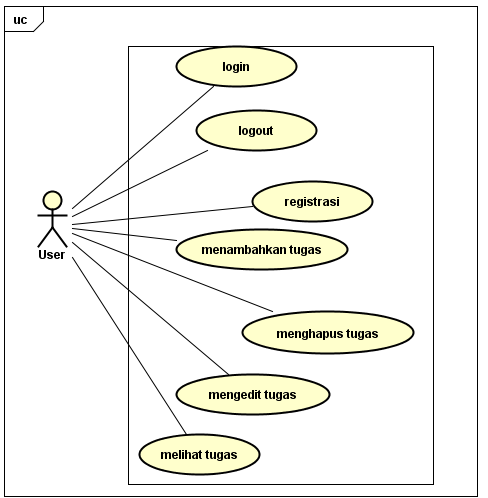 uc
login
logout
registrasi
User
menambahkan tugas
menghapus tugas
mengedit tugas
melihat tugas